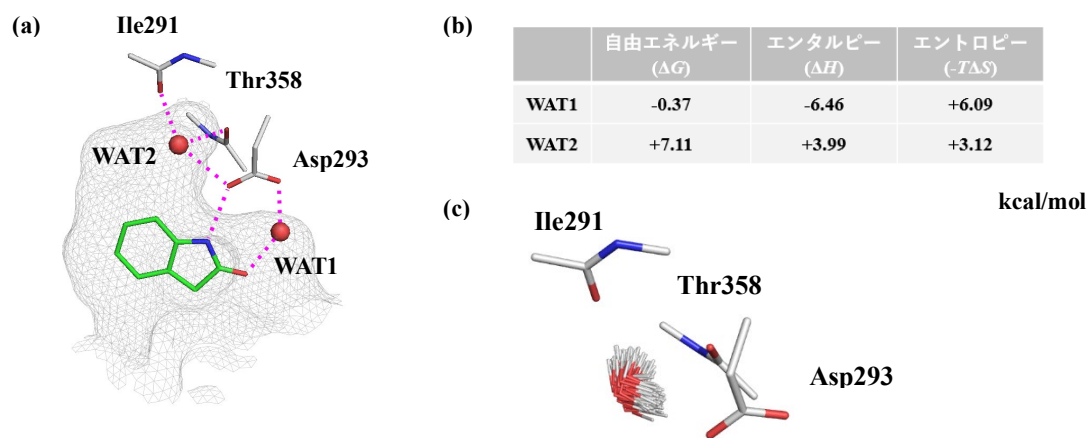 (a)
Ile291
Thr358
WAT2
Asp293
WAT1
(b)
自由エネルギー エンタルピー エントロピー
(ΔG) (ΔH) (-TΔS)
WAT1 -0.37 -6.46 +6.09
WAT2 +7.11 +3.99 +3.12
kcal/mol
(c)
Ile291
Thr358
Asp293